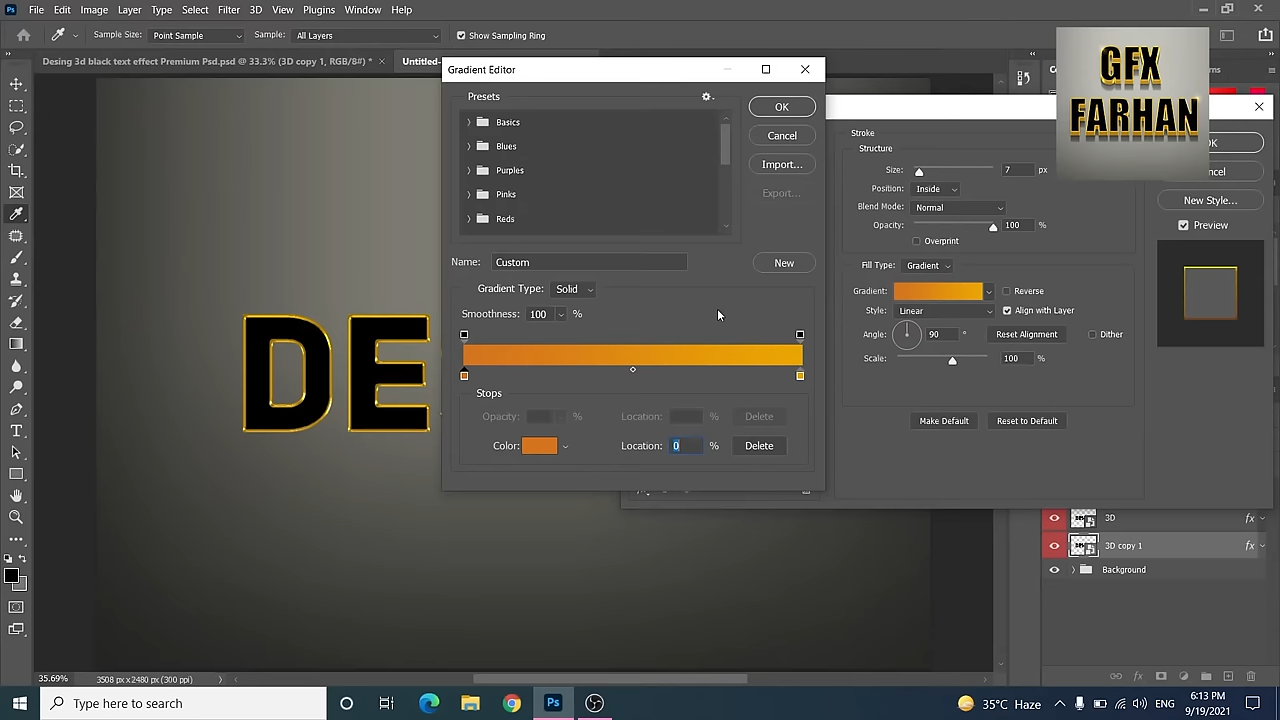 Ps File Edit Image Layer Type Select Filter 3D View Plugins Window Help
Sample Size: Point Sample Sample: All Layers Show Sampling Ring
Desing 3d black text effect Premium Psd.psd @ 33.3% (3D copy 1, RGB/8#) * × Untitled-
Gradient Editor
Presets
Basics
Blues
Purples
Pinks
Reds
OK
Cancel
Import...
Export...
Name: Custom
New
Gradient Type: Solid
Smoothness: 100 %
Stops
Opacity: % Location: % Delete
Color: Location: 0 % Delete
Stroke
Structure
Size: 7 px
Position: Inside
Blend Mode: Normal
Opacity: 100 %
Overprint
Fill Type: Gradient
Gradient: Reverse
Style: Linear Align with Layer
Angle: 90 ° Reset Alignment Dither
Scale: 100 %
Make Default Reset to Default
New Style...
Preview
GFX
FARHAN
DE
3D fx
3D copy 1 fx
Background
35.69% 3508 px x 2480 px (300 ppi)
Type here to search
Ps
35°C Haze
ENG
6:13 PM
9/19/2021